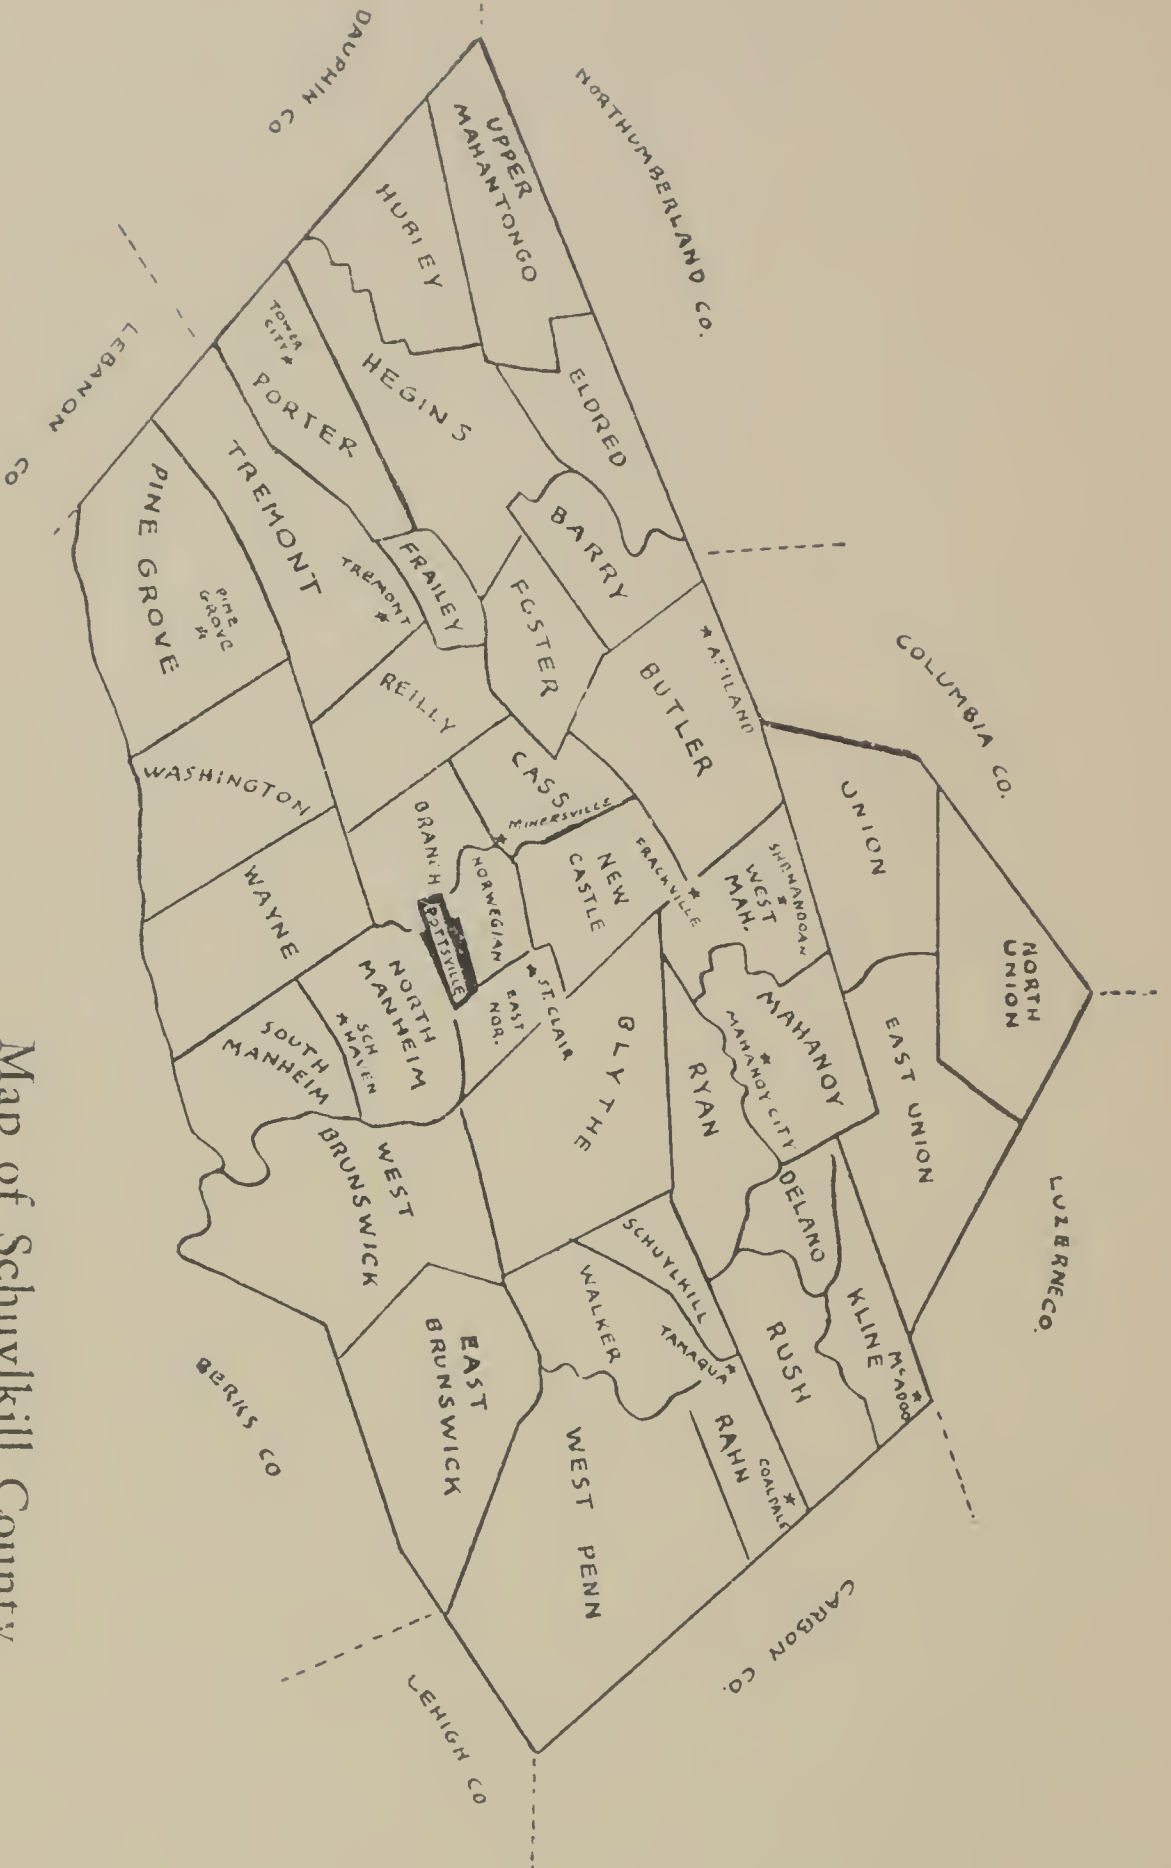 DAUPHIN CO
NORTHUMBERLAND CO.
COLUMBIA CO.
LUZERNE CO.
LEBANON CO
BERKS CO
LEHIGH CO
CARBON CO.
UPPER
MAHANTONGO
HURLEY
HEGINS
ELDRED
TOWER
CITY
PORTER
TREMONT
TREMONT
PINE GROVE
PINE
GROVE
FRAILEY
BARRY
FOSTER
BUTLER
ASHLAND
REILLY
CASS
MINERSVILLE
WASHINGTON
BRANCH
NORWEGIAN
POTTSVILLE
NEW
CASTLE
FRACKVILLE
SHENANDOAH
WEST
MAH.
UNION
NORTH
UNION
EAST UNION
MAHANOY
MAHANOY CITY
RYAN
BLYTHE
ST. CLAIR
EAST
NOR.
WAYNE
NORTH
MANHEIM
SCH
HAVEN
SOUTH
MANHEIM
WEST
BRUNSWICK
EAST
BRUNSWICK
DELANO
KLINE
McADOO
RUSH
SCHUYLKILL
WALKER
TAMAQUA
RAHN
COALDALE
WEST PENN
Map of Schuylkill County